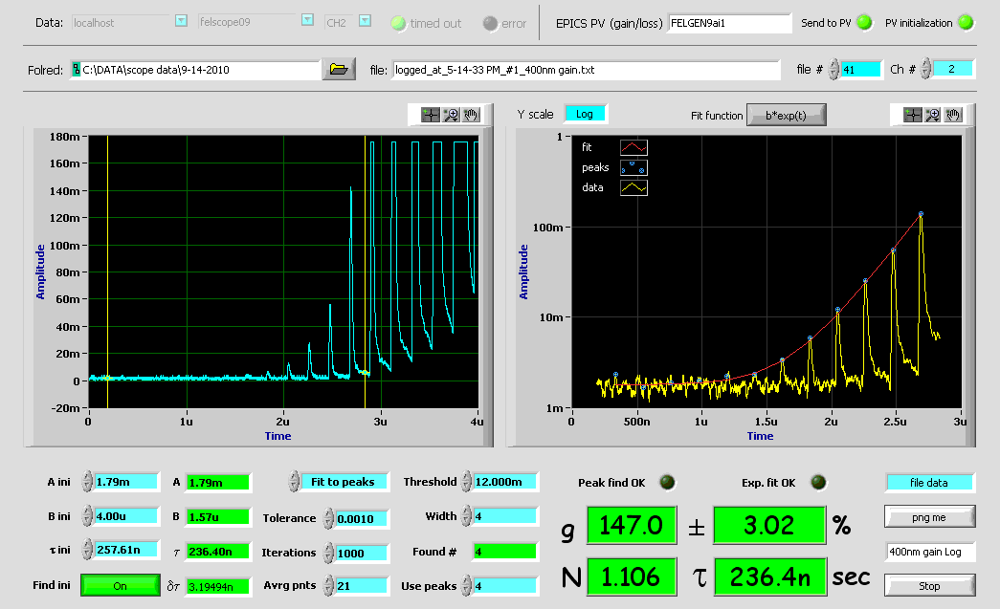 Data: localhost felscope09 CH2 timed out error EPICS PV (gain/loss) FELGEN9ai1 Send to PV PV initialization
Folred: C:\DATA\scope data\9-14-2010 file: logged_at_5-14-33 PM_#1_400nm gain.txt file # 41 Ch # 2
Y scale Log Fit function b*exp(t)
180m
160m
140m
120m
100m
80m
60m
40m
20m
0
-20m
Amplitude
0 1u 2u 3u 4u
Time
fit
peaks
data
1
100m
10m
1m
Amplitude
0 500n 1u 1.5u 2u 2.5u 3u
Time
A ini 1.79m A 1.79m Fit to peaks Threshold 12.000m Peak find OK Exp. fit OK file data
B ini 4.00u B 1.57u Tolerance 0.0010 Width 4 g 147.0 ± 3.02 % png me
τ ini 257.61n τ 236.40n Iterations 1000 Found # 4 400nm gain Log
Find ini On δτ 3.19494n Avrg pnts 21 Use peaks 4 N 1.106 τ 236.4n sec Stop